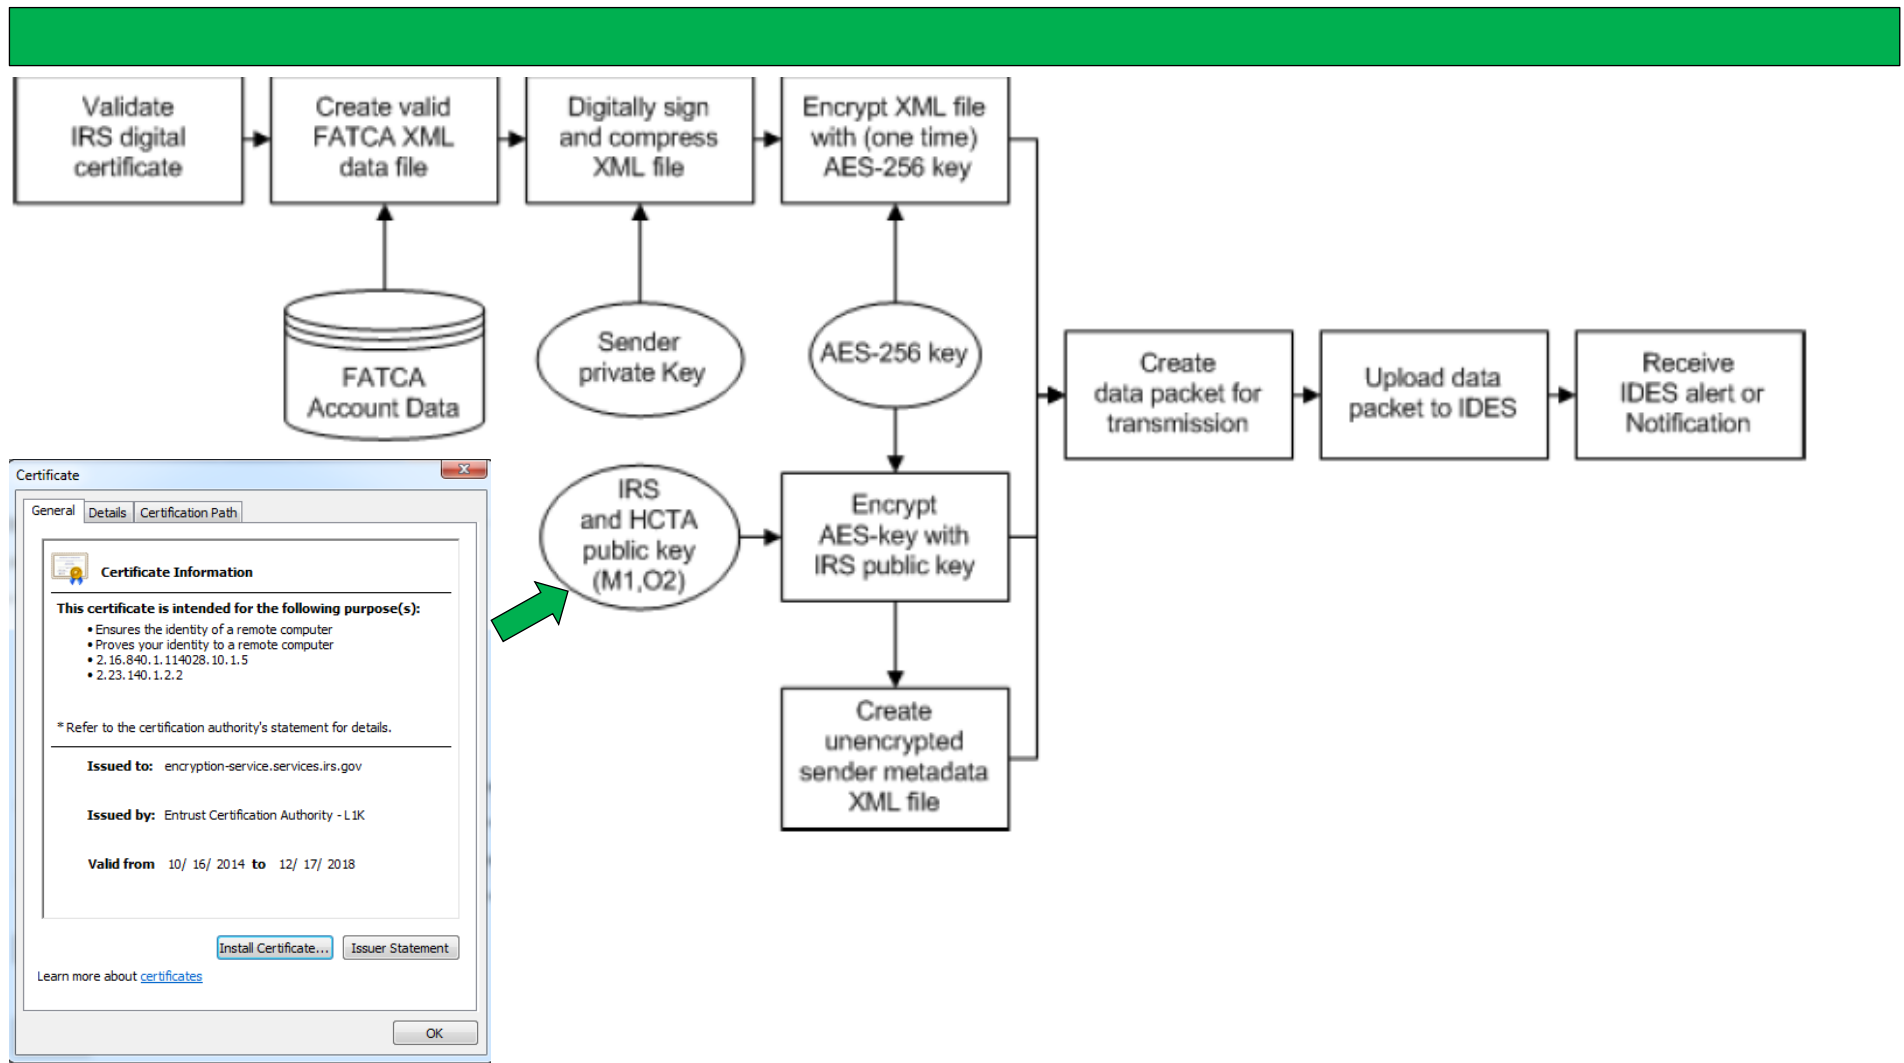 Validate
IRS digital
certificate
Create valid
FATCA XML
data file
Digitally sign
and compress
XML file
Encrypt XML file
with (one time)
AES-256 key
FATCA
Account Data
Sender
private Key
AES-256 key
Create
data packet for
transmission
Upload data
packet to IDES
Receive
IDES alert or
Notification
IRS
and HCTA
public key
(M1,O2)
Encrypt
AES-key with
IRS public key
Create
unencrypted
sender metadata
XML file
Certificate
General Details Certification Path
Certificate Information
This certificate is intended for the following purpose(s):
• Ensures the identity of a remote computer
• Proves your identity to a remote computer
• 2.16.840.1.114028.10.1.5
• 2.23.140.1.2.2
* Refer to the certification authority's statement for details.
Issued to: encryption-service.services.irs.gov
Issued by: Entrust Certification Authority - L1K
Valid from 10/ 16/ 2014 to 12/ 17/ 2018
Install Certificate... Issuer Statement
Learn more about certificates
OK